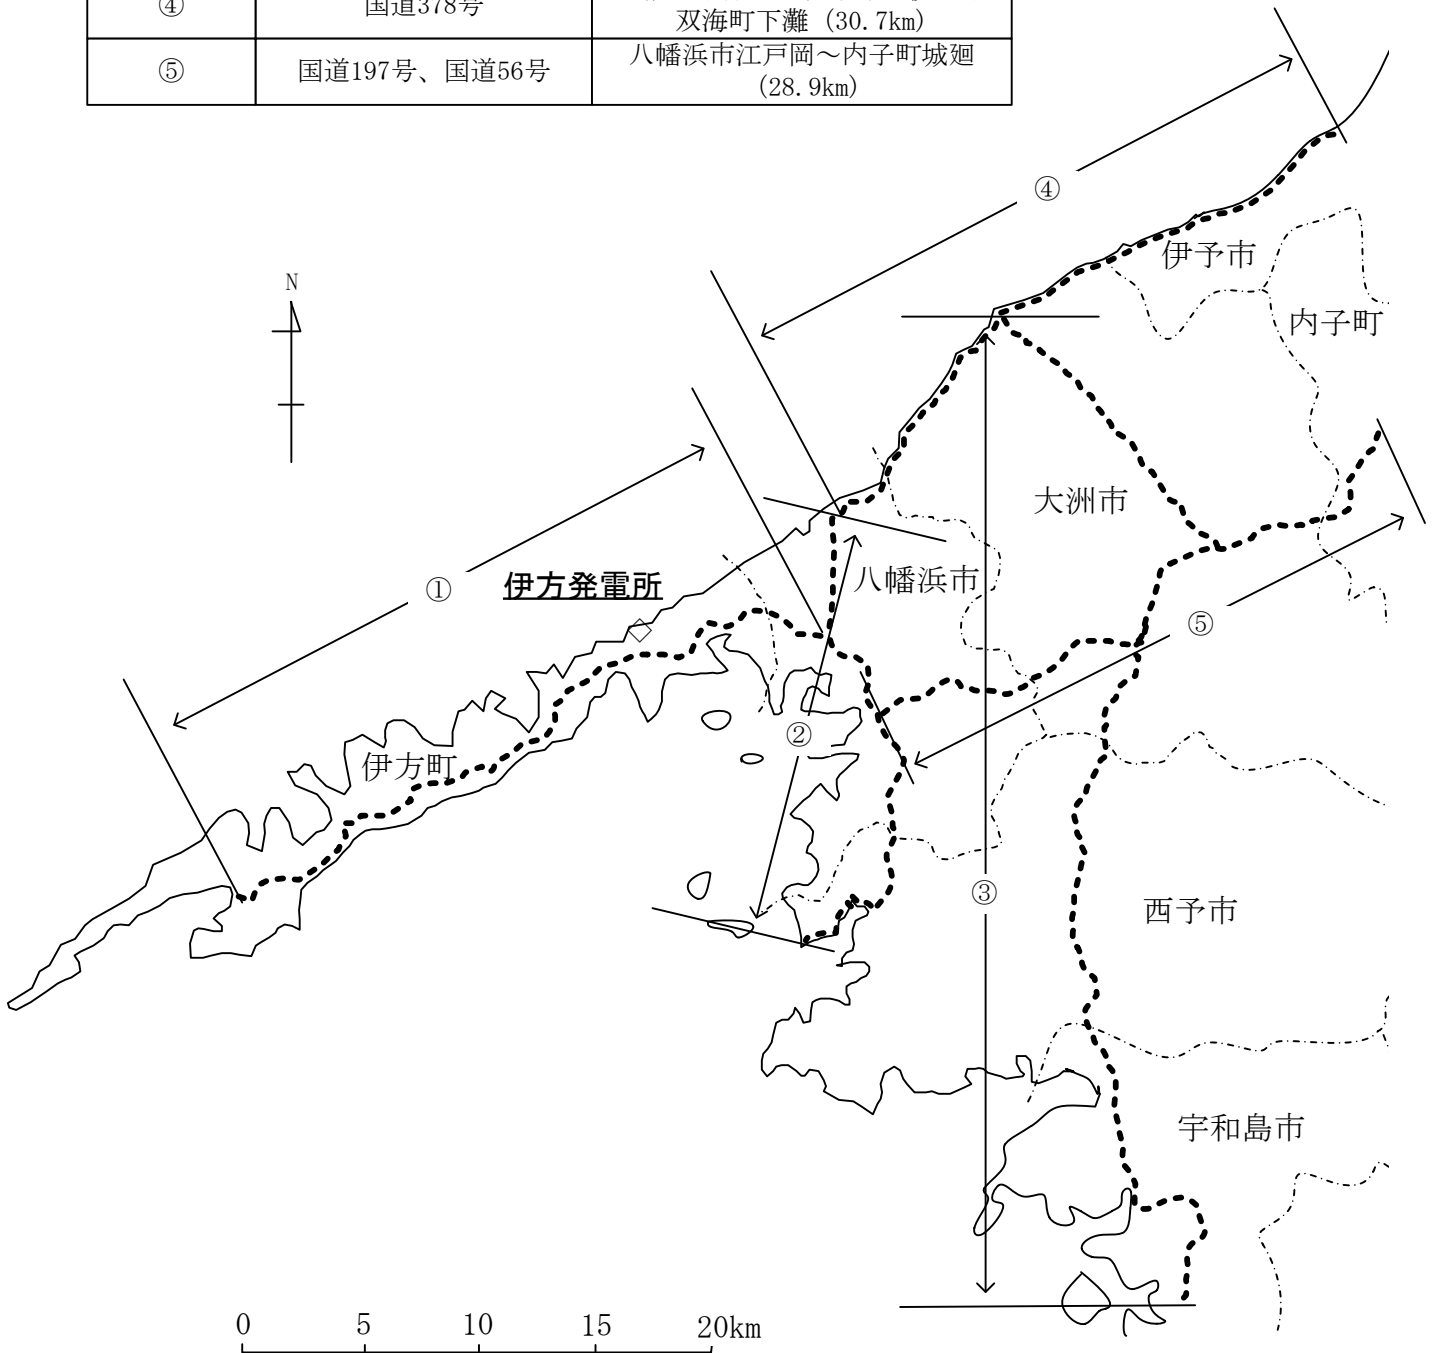 ④ 国道378号
双海町下灘 (30.7km)
⑤ 国道197号、国道56号 八幡浜市江戸岡～内子町城廻
(28.9km)
④
伊予市
N
内子町
大洲市
八幡浜市
① 伊方発電所
⑤
②
伊方町
③
西予市
宇和島市
0 5 10 15 20km